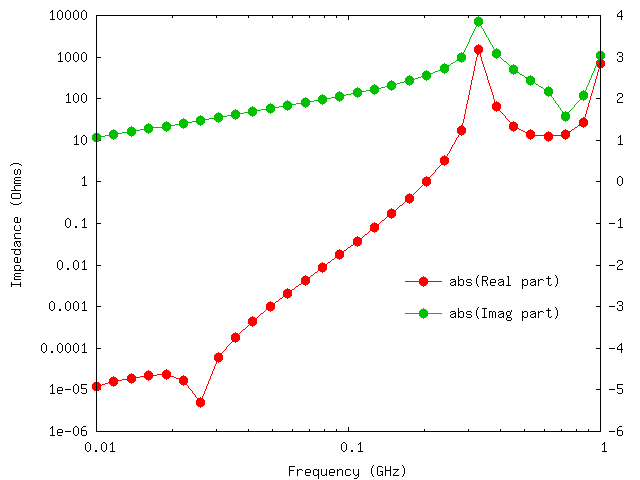 10000 4
1000 3
100 2
10 1
1 0
0.1 -1
0.01 -2
0.001 -3
0.0001 -4
1e-05 -5
1e-06 -6
Impedance (Ohms)
abs(Real part)
abs(Imag part)
0.01 0.1 1
Frequency (GHz)